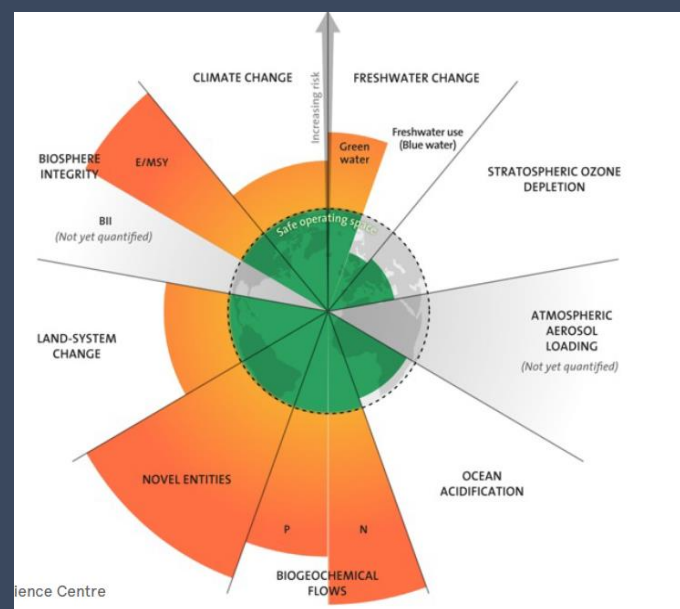 CLIMATE CHANGE
FRESHWATER CHANGE
Increasing risk
Green
water
Freshwater use
(Blue water)
BIOSPHERE
INTEGRITY
E/MSY
STRATOSPHERIC OZONE
DEPLETION
BII
(Not yet quantified)
Safe operating space
LAND-SYSTEM
CHANGE
ATMOSPHERIC
AEROSOL
LOADING
(Not yet quantified)
NOVEL ENTITIES
OCEAN
ACIDIFICATION
P
N
BIOGEOCHEMICAL
FLOWS
ience Centre